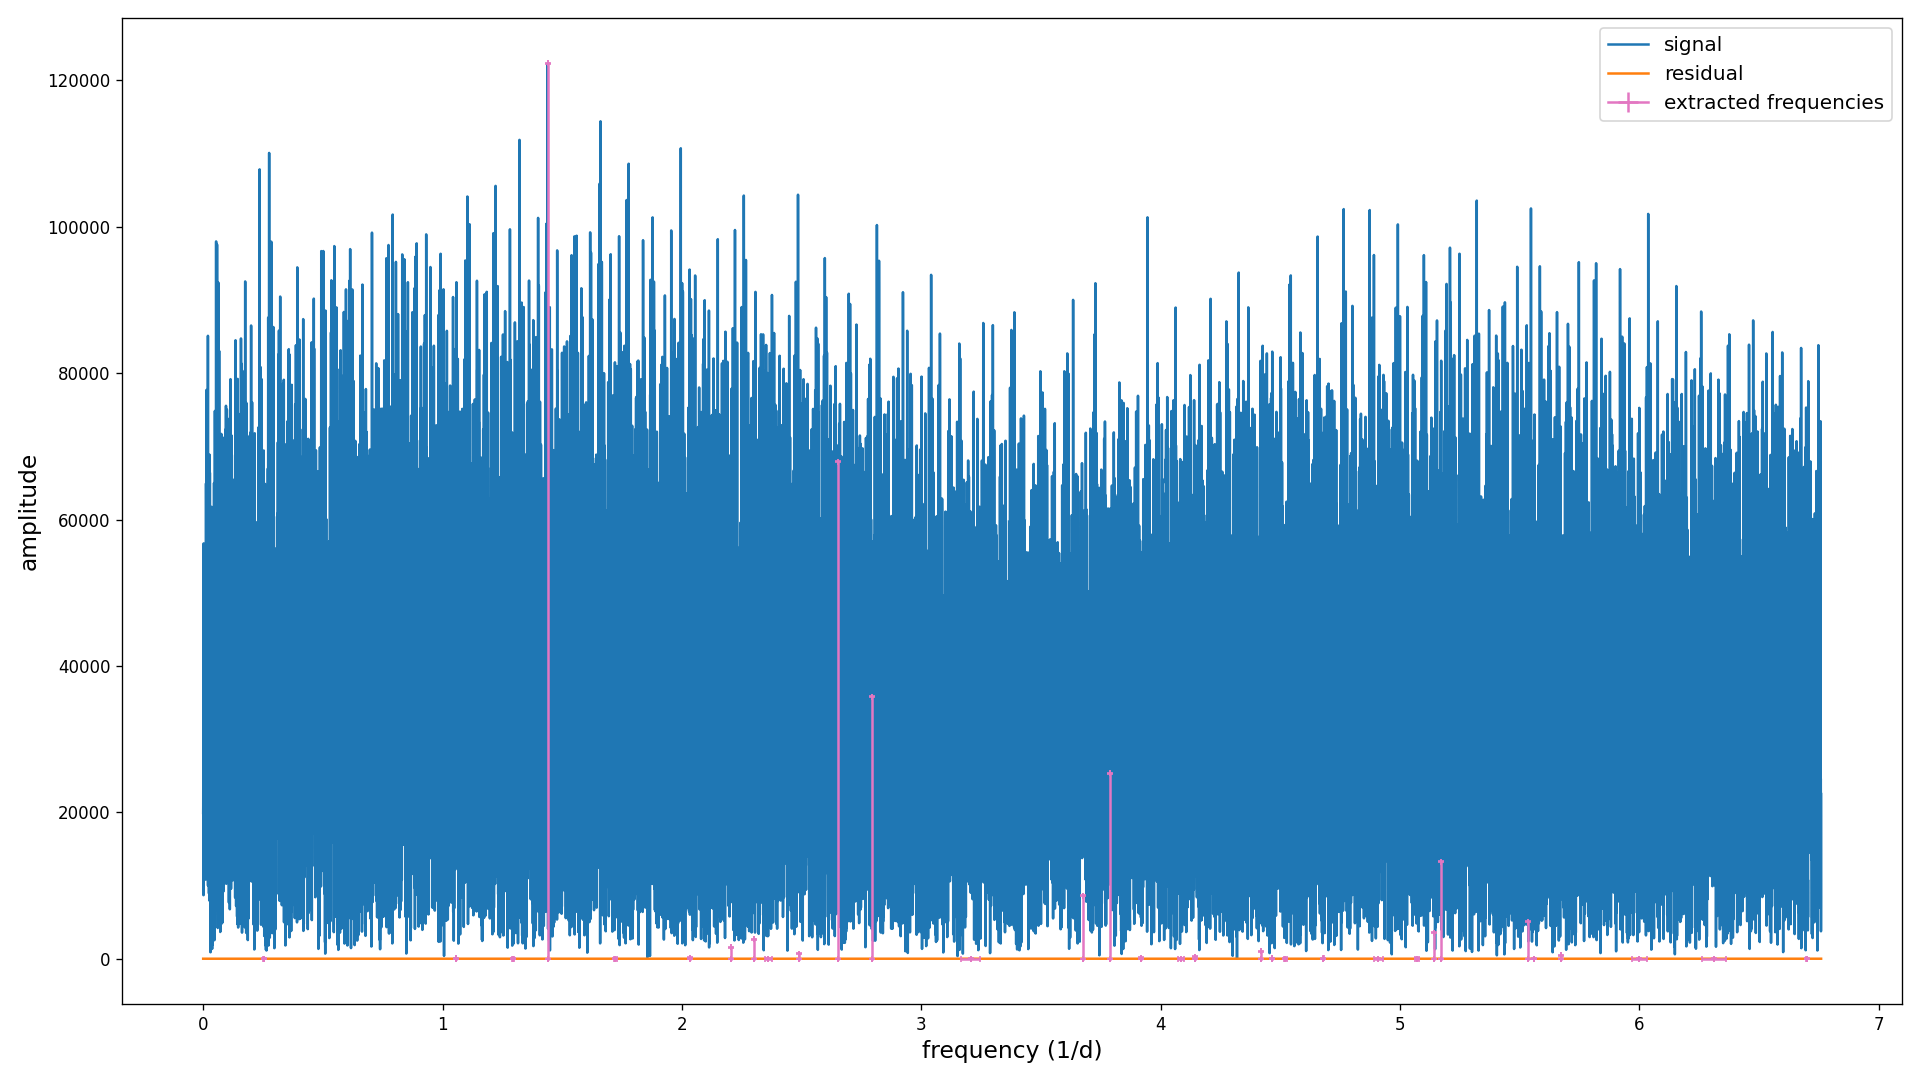 signal
residual
extracted frequencies
amplitude
120000
100000
80000
60000
40000
20000
0
0 1 2 3 4 5 6 7
frequency (1/d)